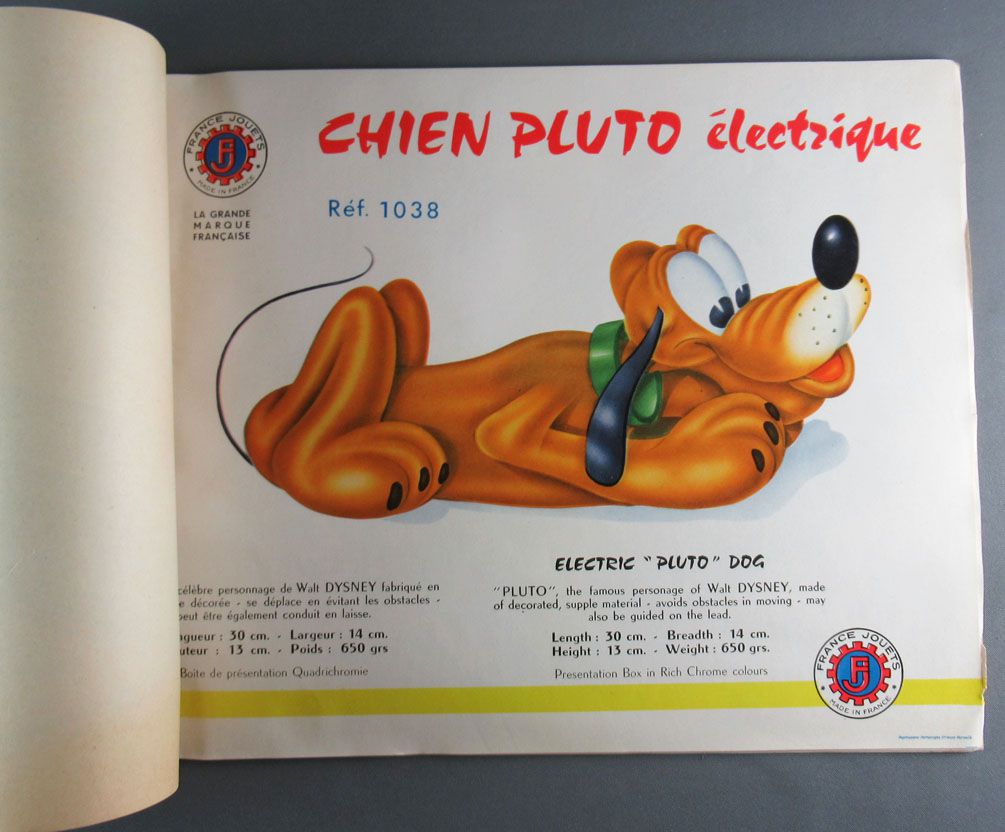 FRANCE JOUETS
FJ
MADE IN FRANCE
LA GRANDE
MARQUE
FRANÇAISE
CHIEN PLUTO électrique
Réf. 1038
célèbre personnage de Walt DYSNEY fabriqué en
décorée - se déplace en évitant les obstacles -
peut être également conduit en laisse.
gueur : 30 cm. - Largeur : 14 cm.
uteur : 13 cm. - Poids : 650 grs
Boîte de présentation Quadrichromie
ELECTRIC "PLUTO" DOG
"PLUTO", the famous personage of Walt DYSNEY, made
of decorated, supple material - avoids obstacles in moving - may
also be guided on the lead.
Length : 30 cm. - Breadth : 14 cm.
Height : 13 cm. - Weight : 650 grs.
Presentation Box in Rich Chrome colours
FRANCE JOUETS
FJ
MADE IN FRANCE